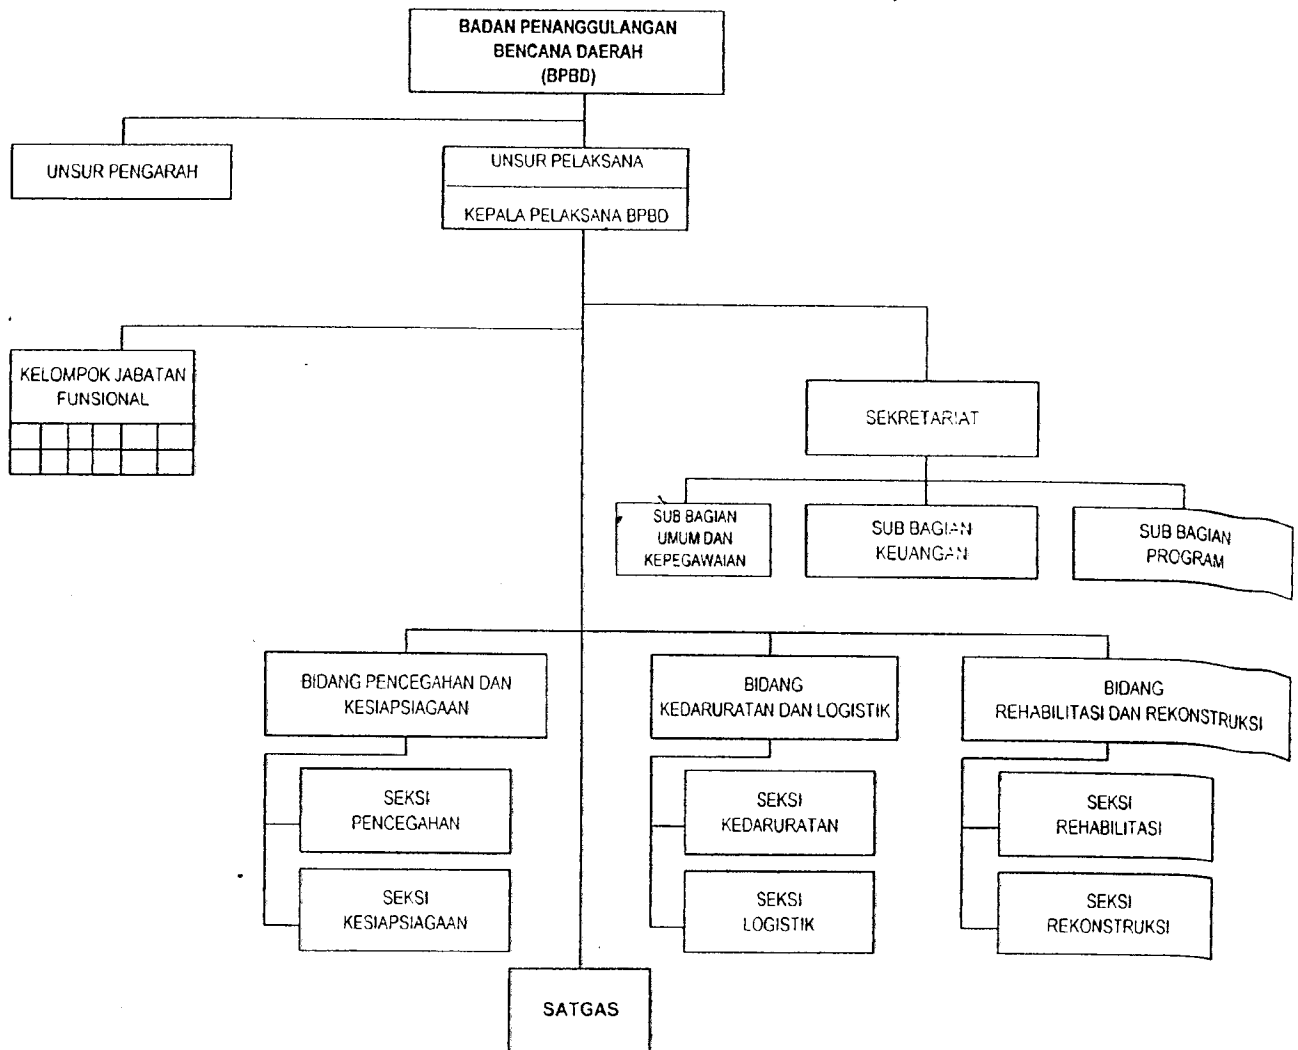 BADAN PENANGGULANGAN
BENCANA DAERAH
(BPBD)
UNSUR PENGARAH
UNSUR PELAKSANA
KEPALA PELAKSANA BPBD
KELOMPOK JABATAN
FUNSIONAL
SEKRETARIAT
SUB BAGIAN
UMUM DAN
KEPEGAWAIAN
SUB BAGIAN
KEUANGAN
SUB BAGIAN
PROGRAM
BIDANG PENCEGAHAN DAN
KESIAPSIAGAAN
BIDANG
KEDARURATAN DAN LOGISTIK
BIDANG
REHABILITASI DAN REKONSTRUKSI
SEKSI
PENCEGAHAN
SEKSI
KEDARURATAN
SEKSI
REHABILITASI
SEKSI
KESIAPSIAGAAN
SEKSI
LOGISTIK
SEKSI
REKONSTRUKSI
SATGAS